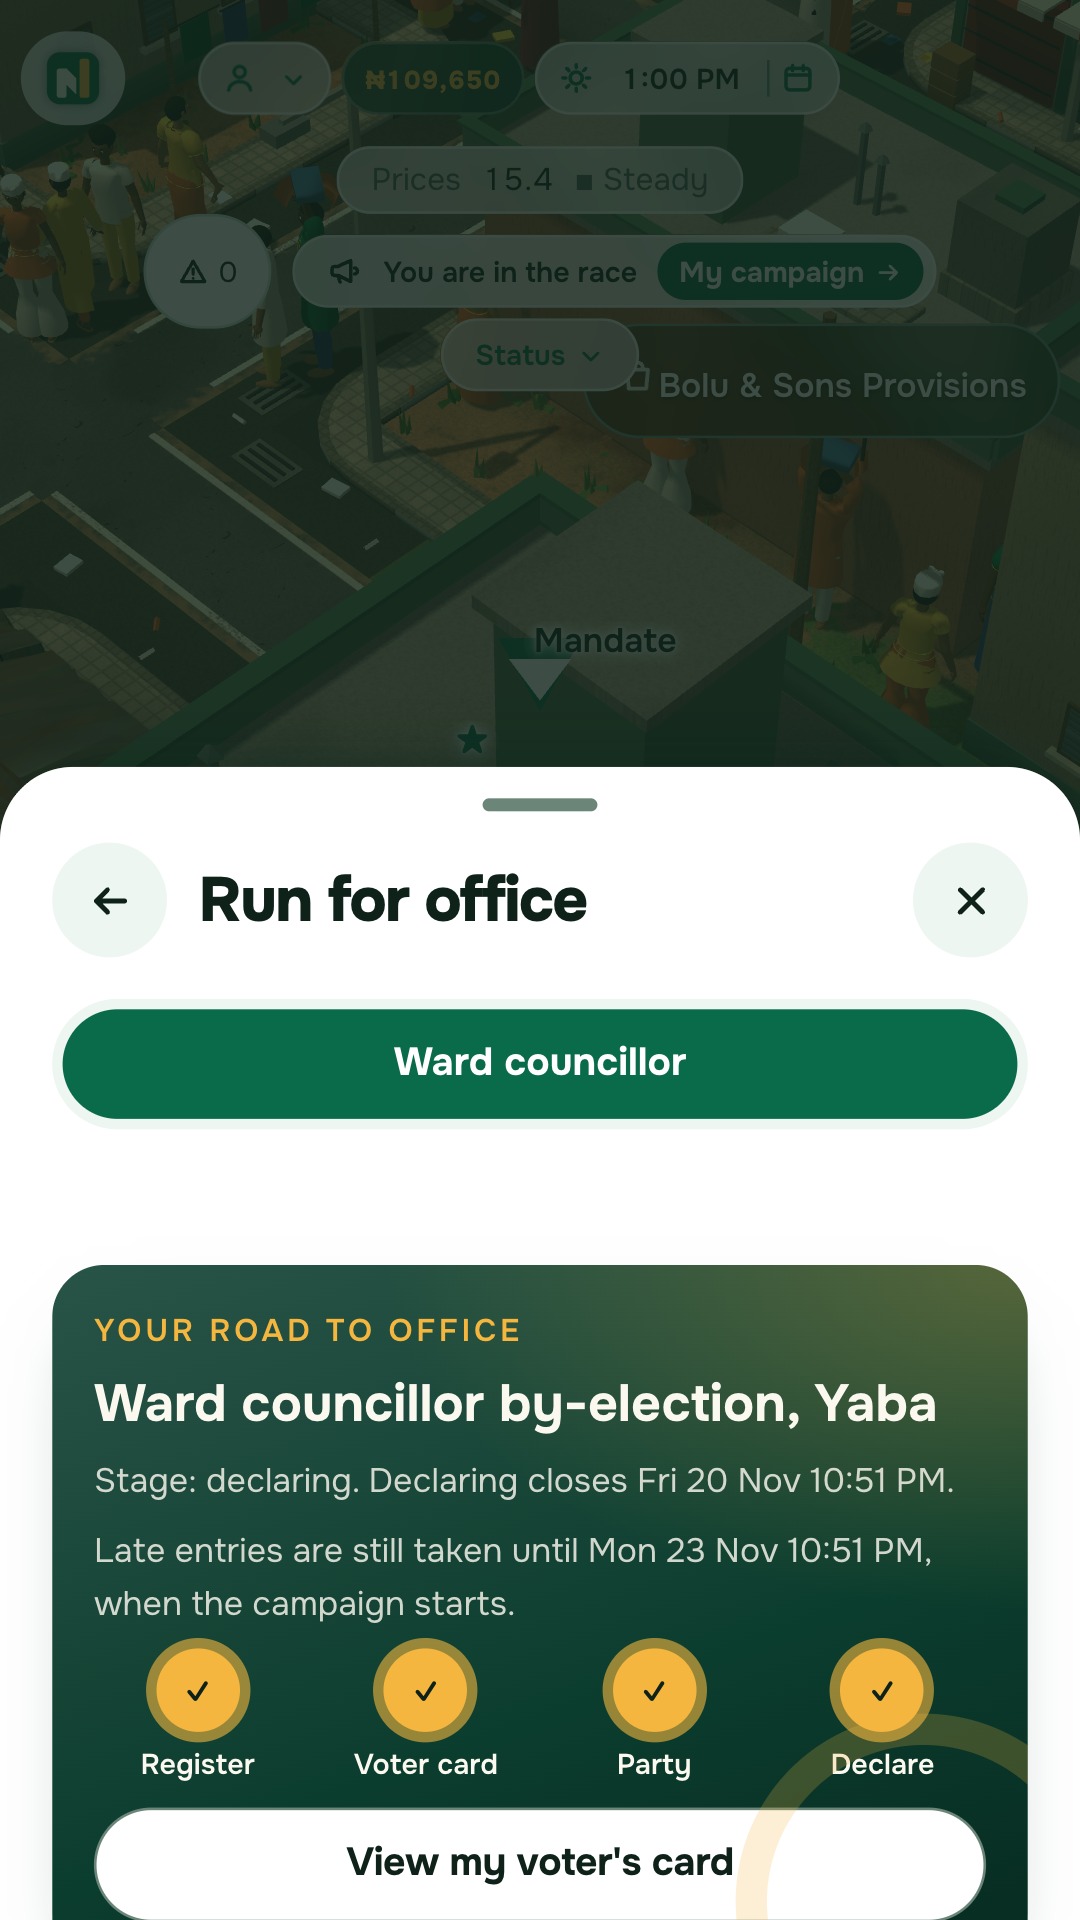 ₦109,650
1:00 PM
Prices 15.4 ■ Steady
0
You are in the race
My campaign →
Status
Bolu & Sons Provisions
Mandate
Run for office
Ward councillor
YOUR ROAD TO OFFICE
Ward councillor by-election, Yaba
Stage: declaring. Declaring closes Fri 20 Nov 10:51 PM.
Late entries are still taken until Mon 23 Nov 10:51 PM,
when the campaign starts.
Register
Voter card
Party
Declare
View my voter's card